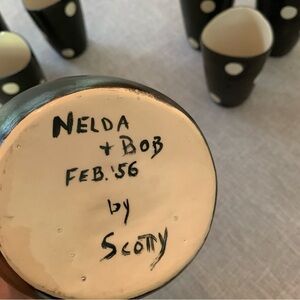 NELDA
+ BOB
FEB. '56
by
SCOTTY